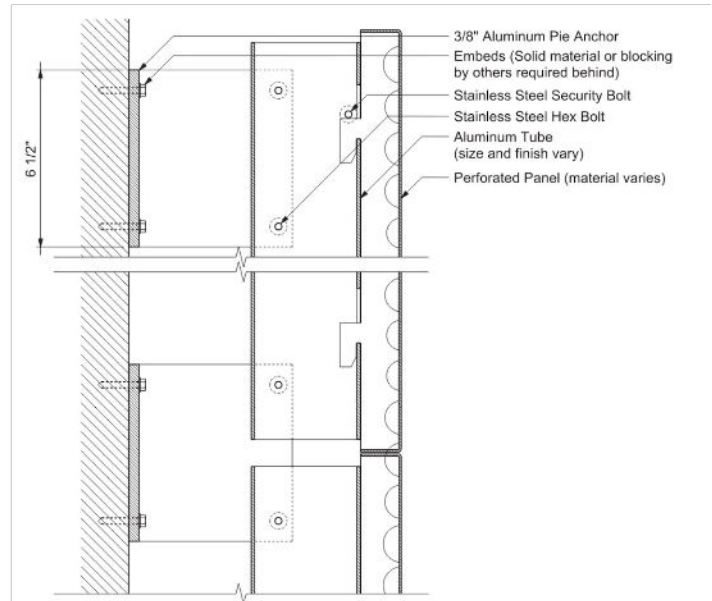 3/8" Aluminum Pie Anchor
Embeds (Solid material or blocking
by others required behind)
Stainless Steel Security Bolt
Stainless Steel Hex Bolt
Aluminum Tube
(size and finish vary)
Perforated Panel (material varies)
6 1/2"